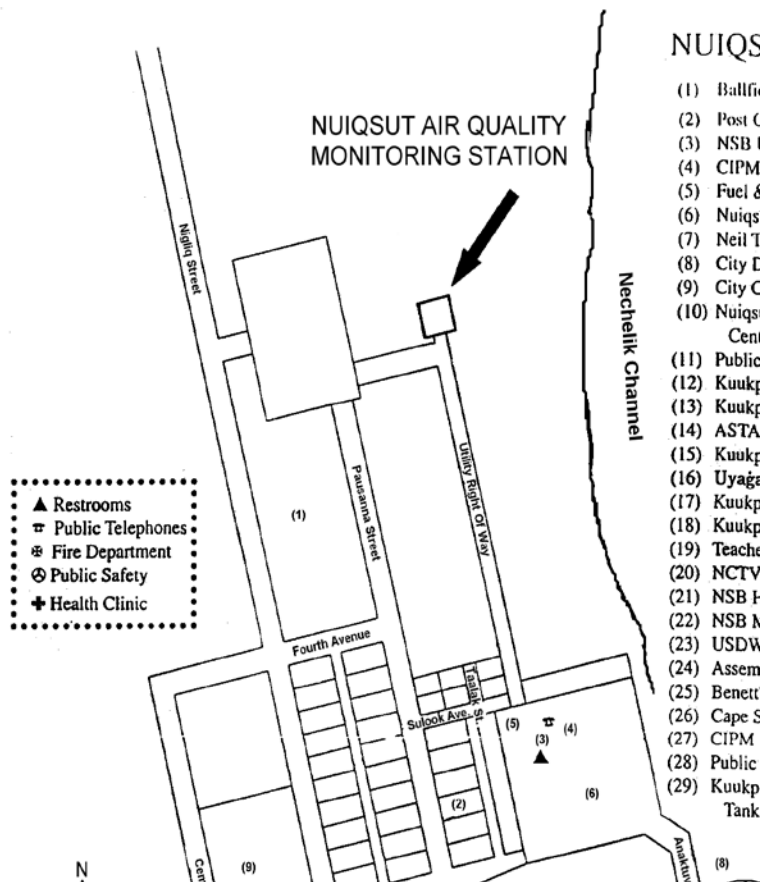 NUIQS
NUIQSUT AIR QUALITY
MONITORING STATION
Nigliq Street
Nechelik Channel
Utility Right Of Way
Pausanna Street
(1)
Restrooms
Public Telephones
Fire Department
Public Safety
Health Clinic
Fourth Avenue
Taalak St.
Sulook Ave.
(5)
(4)
(3)
(2)
(6)
(9)
(8)
N
Cem
Anaktuv
(1) Ballfie
(2) Post O
(3) NSB U
(4) CIPM
(5) Fuel &
(6) Nuiqs
(7) Neil T
(8) City D
(9) City C
(10) Nuiqsu
Cent
(11) Public
(12) Kuukp
(13) Kuukp
(14) ASTA
(15) Kuukp
(16) Uyaġa
(17) Kuukp
(18) Kuukp
(19) Teache
(20) NCTV
(21) NSB H
(22) NSB M
(23) USDW
(24) Assem
(25) Benett'
(26) Cape S
(27) CIPM
(28) Public
(29) Kuukp
Tank